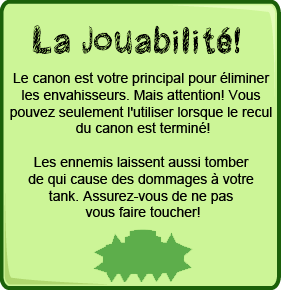 La Jouabilité!
Le canon est votre principal pour éliminer
les envahisseurs. Mais attention! Vous
pouvez seulement l'utiliser lorsque le recul
du canon est terminé!
Les ennemis laissent aussi tomber
de qui cause des dommages à votre
tank. Assurez-vous de ne pas
vous faire toucher!